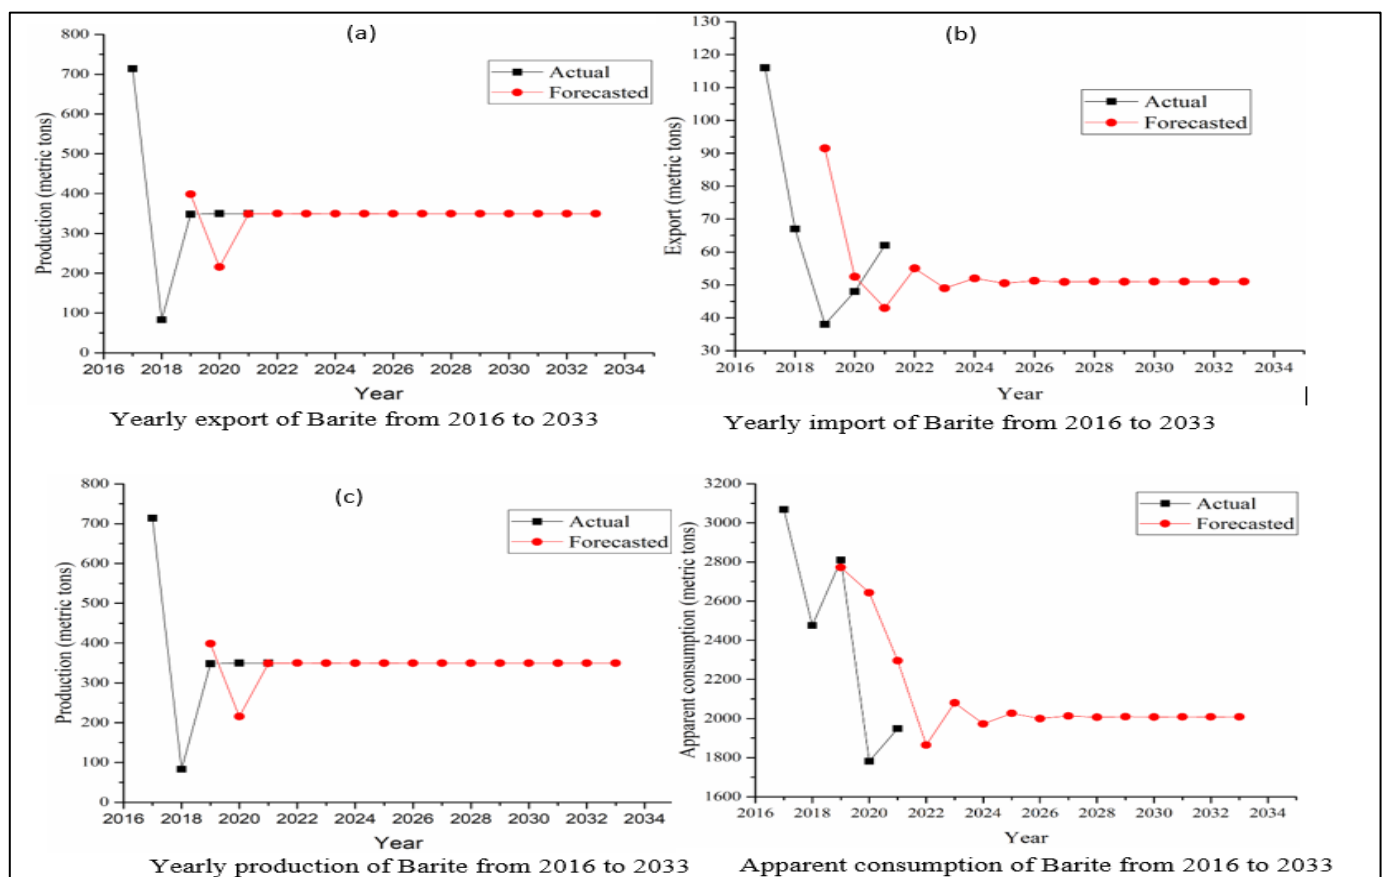 (a)
800
700
600
500
400
300
200
100
0
Production (metric tons)
Actual
Forecasted
2016 2018 2020 2022 2024 2026 2028 2030 2032 2034
Year
Yearly export of Barite from 2016 to 2033
(b)
130
120
110
100
90
80
70
60
50
40
30
Export (metric tons)
Actual
Forecasted
2016 2018 2020 2022 2024 2026 2028 2030 2032 2034
Year
Yearly import of Barite from 2016 to 2033
(c)
800
700
600
500
400
300
200
100
0
Production (metric tons)
Actual
Forecasted
2016 2018 2020 2022 2024 2026 2028 2030 2032 2034
Year
Yearly production of Barite from 2016 to 2033
3200
3000
2800
2600
2400
2200
2000
1800
1600
Apparent consumption (metric tons)
Actual
Forecasted
2016 2018 2020 2022 2024 2026 2028 2030 2032 2034
Year
Apparent consumption of Barite from 2016 to 2033